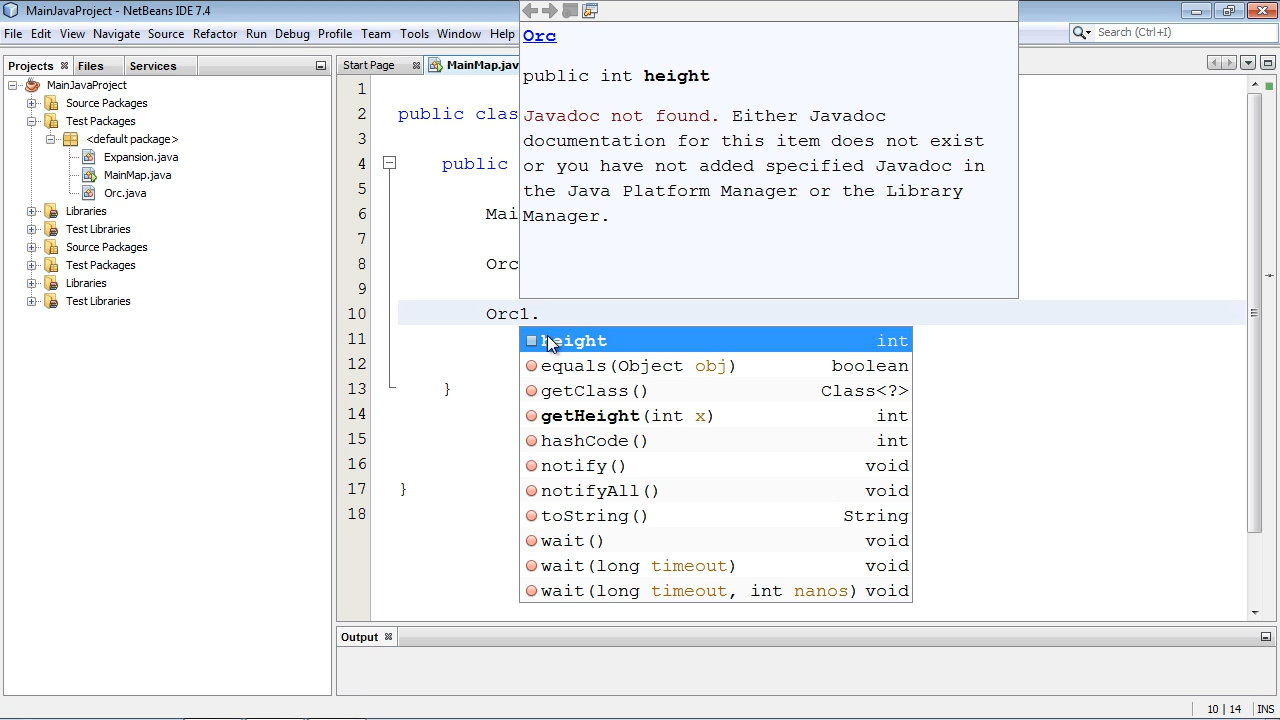 MainJavaProject - NetBeans IDE 7.4
File Edit View Navigate Source Refactor Run Debug Profile Team Tools Window Help
Search (Ctrl+I)
Projects Files Services
MainJavaProject
Source Packages
Test Packages
<default package>
Expansion.java
MainMap.java
Orc.java
Libraries
Test Libraries
Source Packages
Test Packages
Libraries
Test Libraries
Start Page MainMap.jav
1
2 public clas
3
4 public
5
6 Mai
7
8 Orc
9
10 Orc1.
11
12
13 }
14
15
16
17 }
18
Orc
public int height
Javadoc not found. Either Javadoc
documentation for this item does not exist
or you have not added specified Javadoc in
the Java Platform Manager or the Library
Manager.
height int
equals(Object obj) boolean
getClass() Class<?>
getHeight(int x) int
hashCode() int
notify() void
notifyAll() void
toString() String
wait() void
wait(long timeout) void
wait(long timeout, int nanos) void
Output
10 | 14 INS